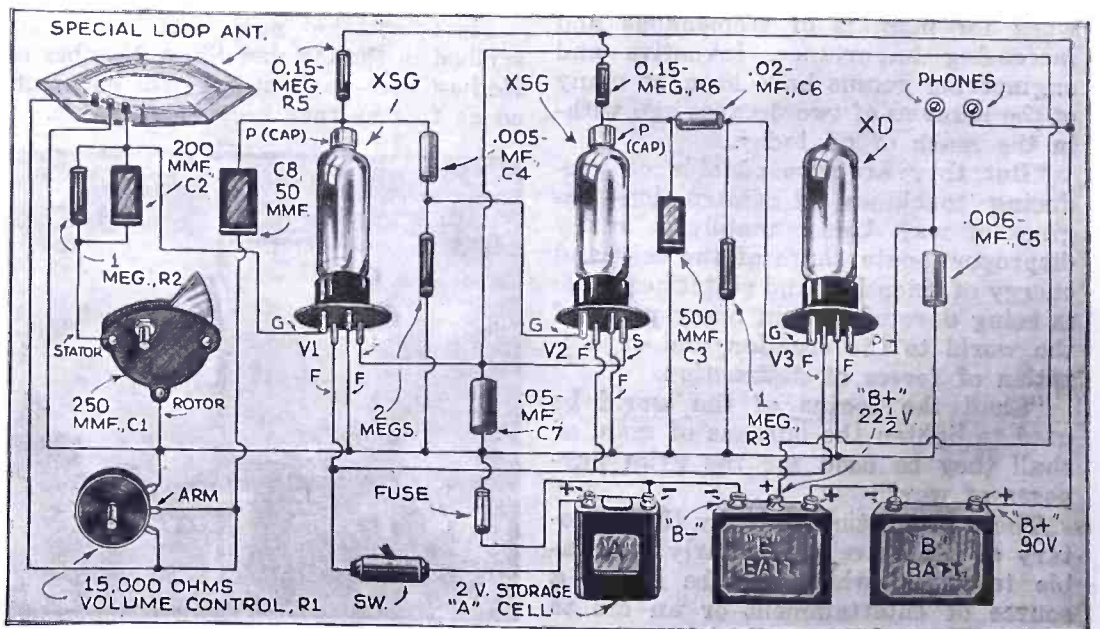 SPECIAL LOOP ANT.
0.15-
MEG.,
R5
XSG
XSG
0.15-
MEG., R6
.02-
MF., C6
PHONES
P (CAP)
P
(CAP)
XD
200
MMF.,
C2
C8,
50
MMF.
.005-
MF.,
C4
.006-
MF., C5
1
MEG., R2
STATOR
G
V1
F
F
G
V2
F
S
F
500
MMF.
C3
G
V3
P
F
F
ROTOR
250
MMF., C1
2
MEGS
.05-
MF.,
C7
1
MEG.,
R3
"B+"
22½ V
ARM
FUSE
+
-
-
+
+
-
+
"B-"
"A"
"B"
BATT.
"B"
BATT.
"B+"
90V.
15,000 OHMS
VOLUME CONTROL, R1
SW.
2 V. STORAGE
"A" CELL